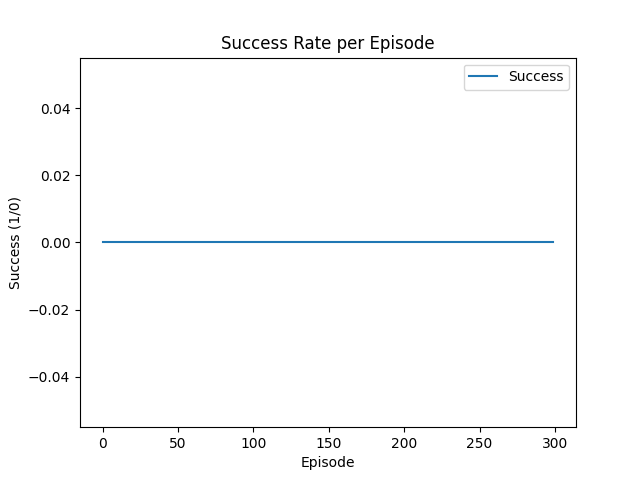 Success Rate per Episode
Success
0.04
0.02
0.00
−0.02
−0.04
Success (1/0)
0 50 100 150 200 250 300
Episode